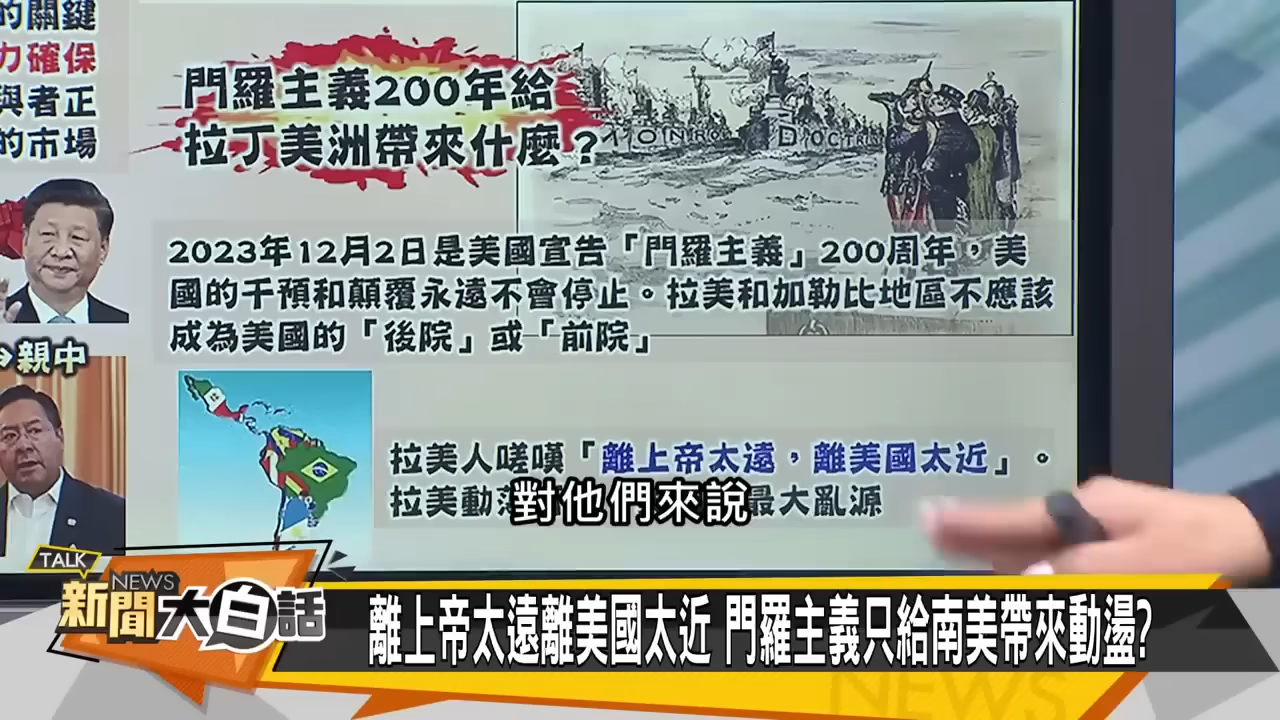 的關鍵
力確保
與者正
的市場
親中
門羅主義200年給
拉丁美洲帶來什麼？
MONROE DOCTRINE
2023年12月2日是美國宣告「門羅主義」200周年，美
國的干預和顛覆永遠不會停止。拉美和加勒比地區不應該
成為美國的「後院」或「前院」
拉美人嗟嘆「離上帝太遠，離美國太近」。
拉美動
最大亂源
對他們來說
TALK
NEWS
新聞大白話
離上帝太遠離美國太近 門羅主義只給南美帶來動盪?
NEWS